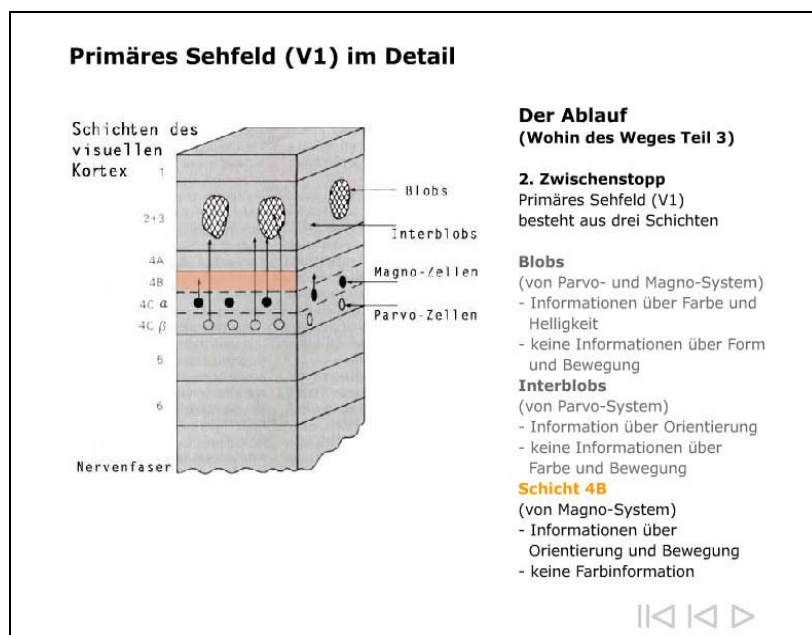 Primäres Sehfeld (V1) im Detail
Schichten des
visuellen
Kortex
1
2+3
4A
4B
4C α
4C β
5
6
Nervenfaser
Blobs
Interblobs
Magno-Zellen
Parvo-Zellen
Der Ablauf
(Wohin des Weges Teil 3)
2. Zwischenstopp
Primäres Sehfeld (V1)
besteht aus drei Schichten
Blobs
(von Parvo- und Magno-System)
- Informationen über Farbe und
Helligkeit
- keine Informationen über Form
und Bewegung
Interblobs
(von Parvo-System)
- Information über Orientierung
- keine Informationen über
Farbe und Bewegung
Schicht 4B
(von Magno-System)
- Informationen über
Orientierung und Bewegung
- keine Farbinformation